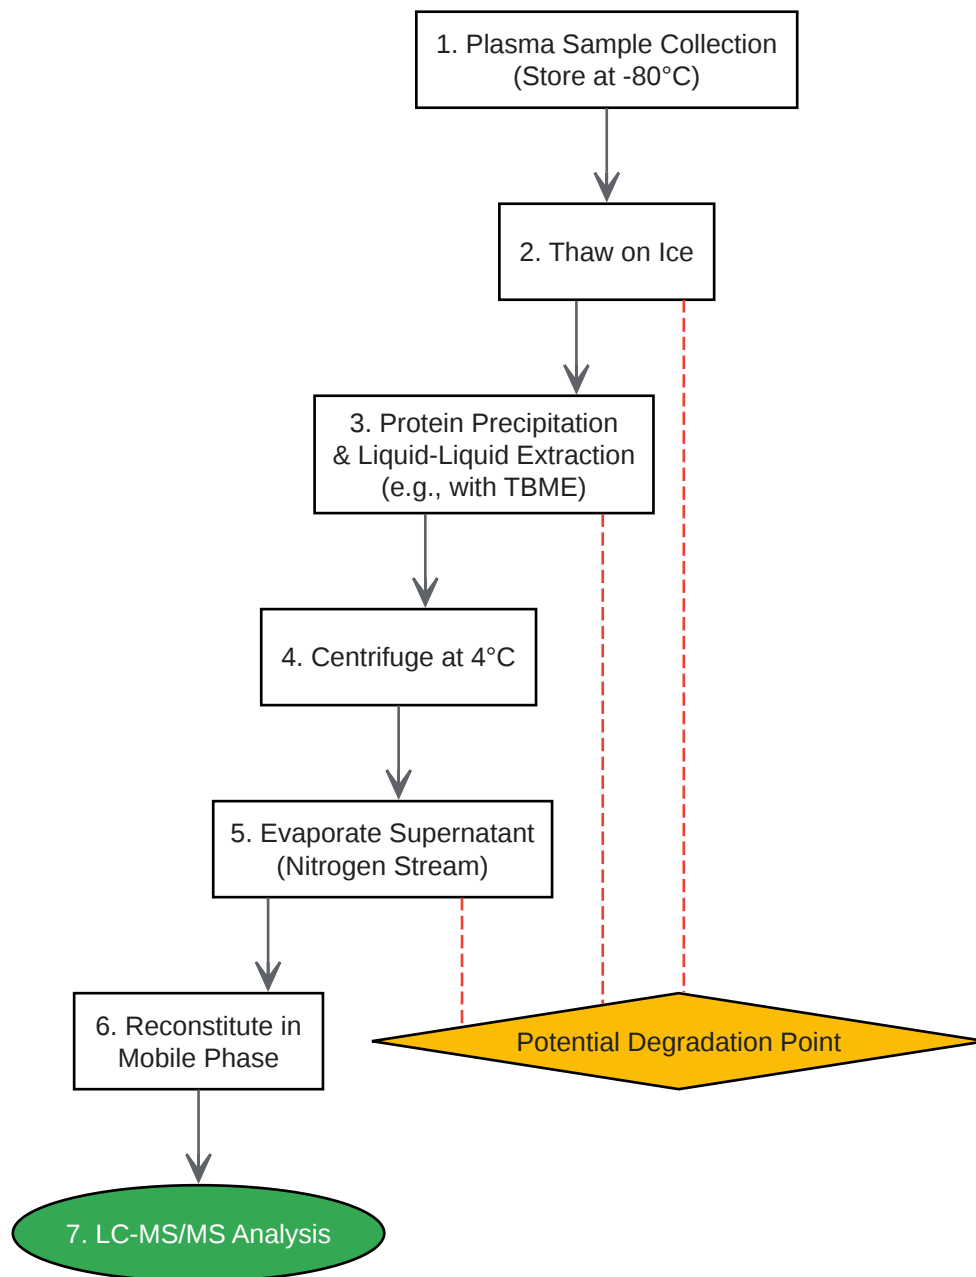 1. Plasma Sample Collection
(Store at -80°C)
2. Thaw on Ice
3. Protein Precipitation
& Liquid-Liquid Extraction
(e.g., with TBME)
4. Centrifuge at 4°C
5. Evaporate Supernatant
(Nitrogen Stream)
6. Reconstitute in
Mobile Phase
Potential Degradation Point
7. LC-MS/MS Analysis